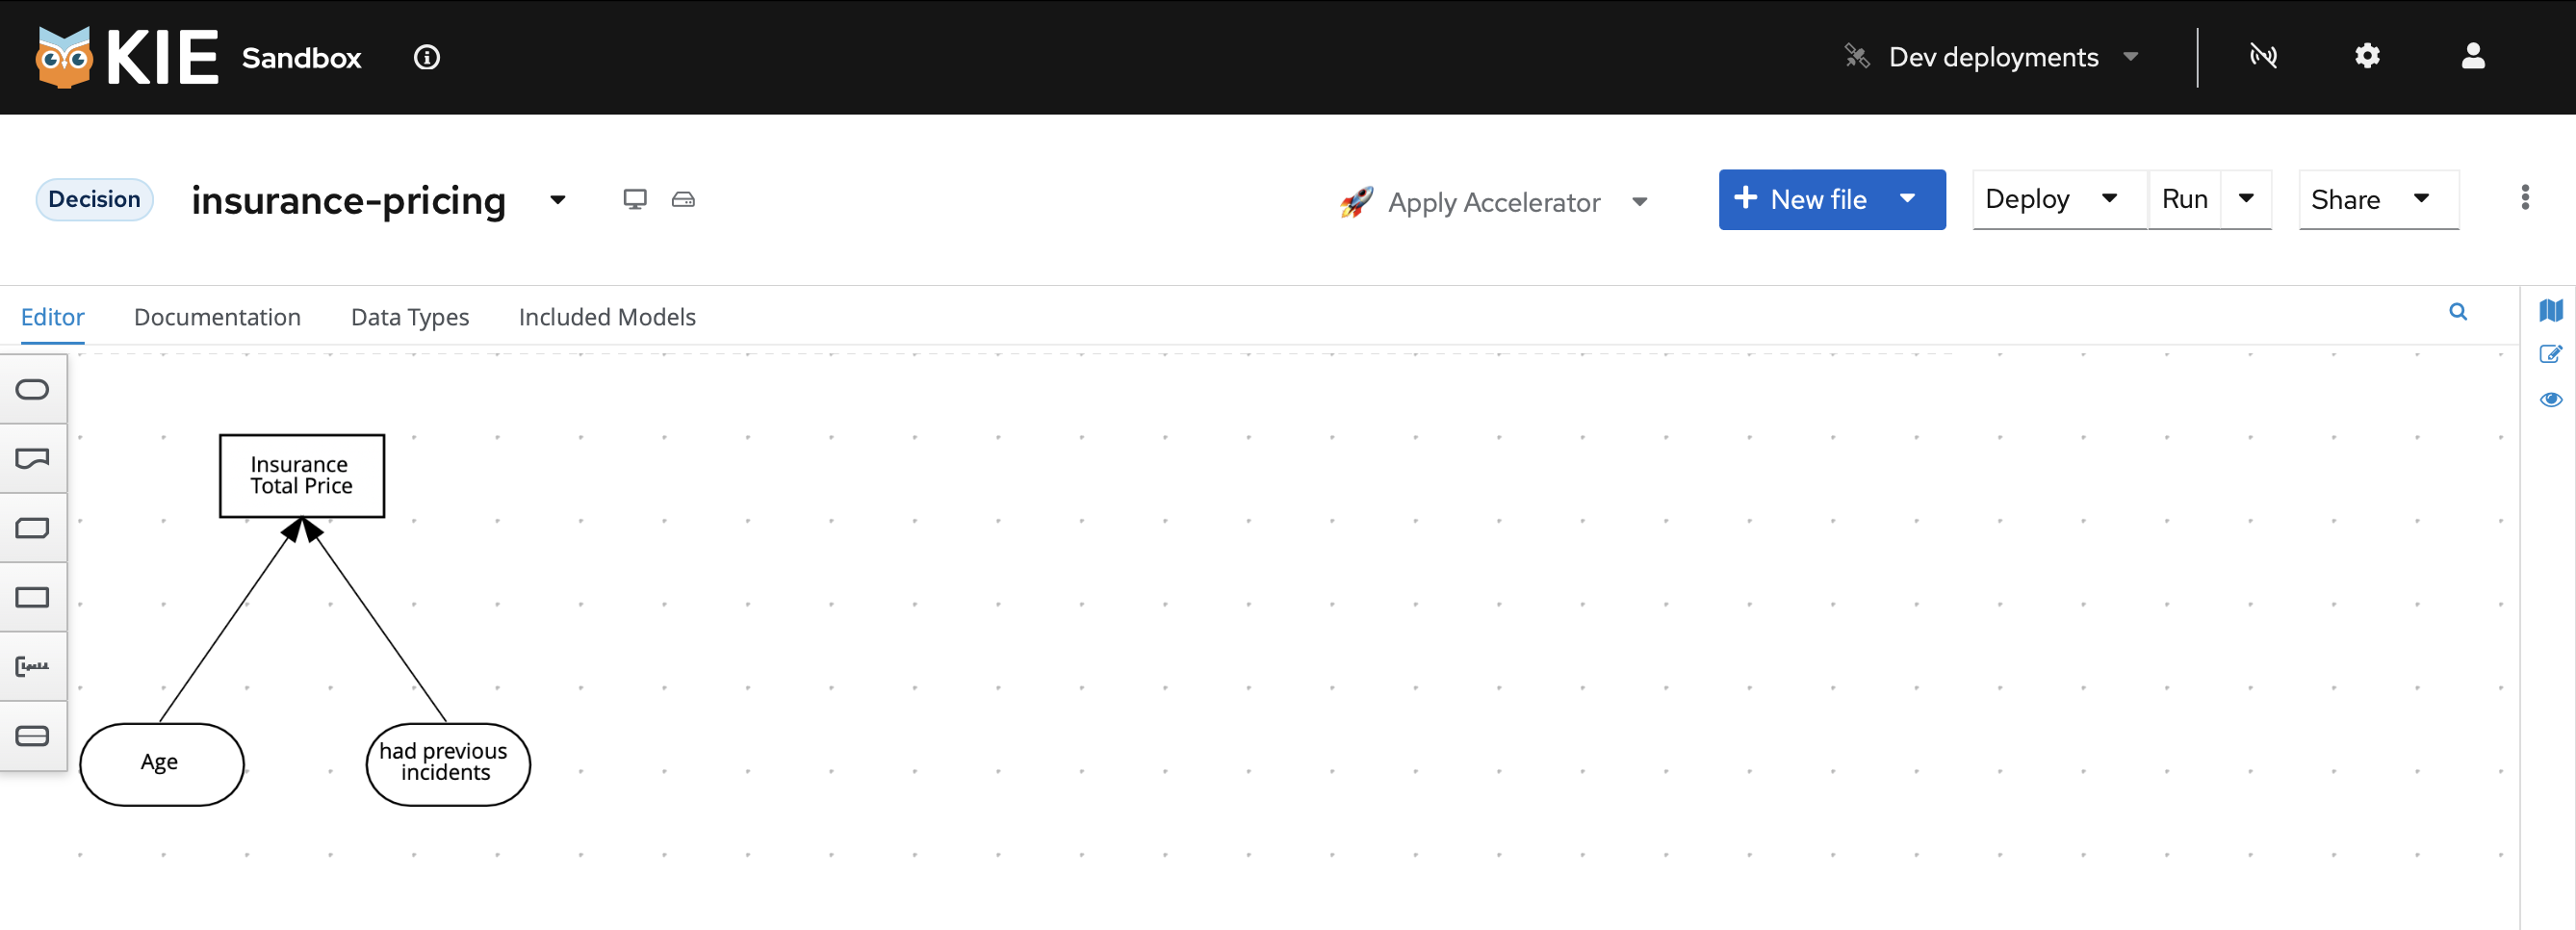 KIE Sandbox
Dev deployments
Decision
insurance-pricing
Apply Accelerator
New file
Deploy
Run
Share
Editor
Documentation
Data Types
Included Models
Insurance
Total Price
Age
had previous
incidents